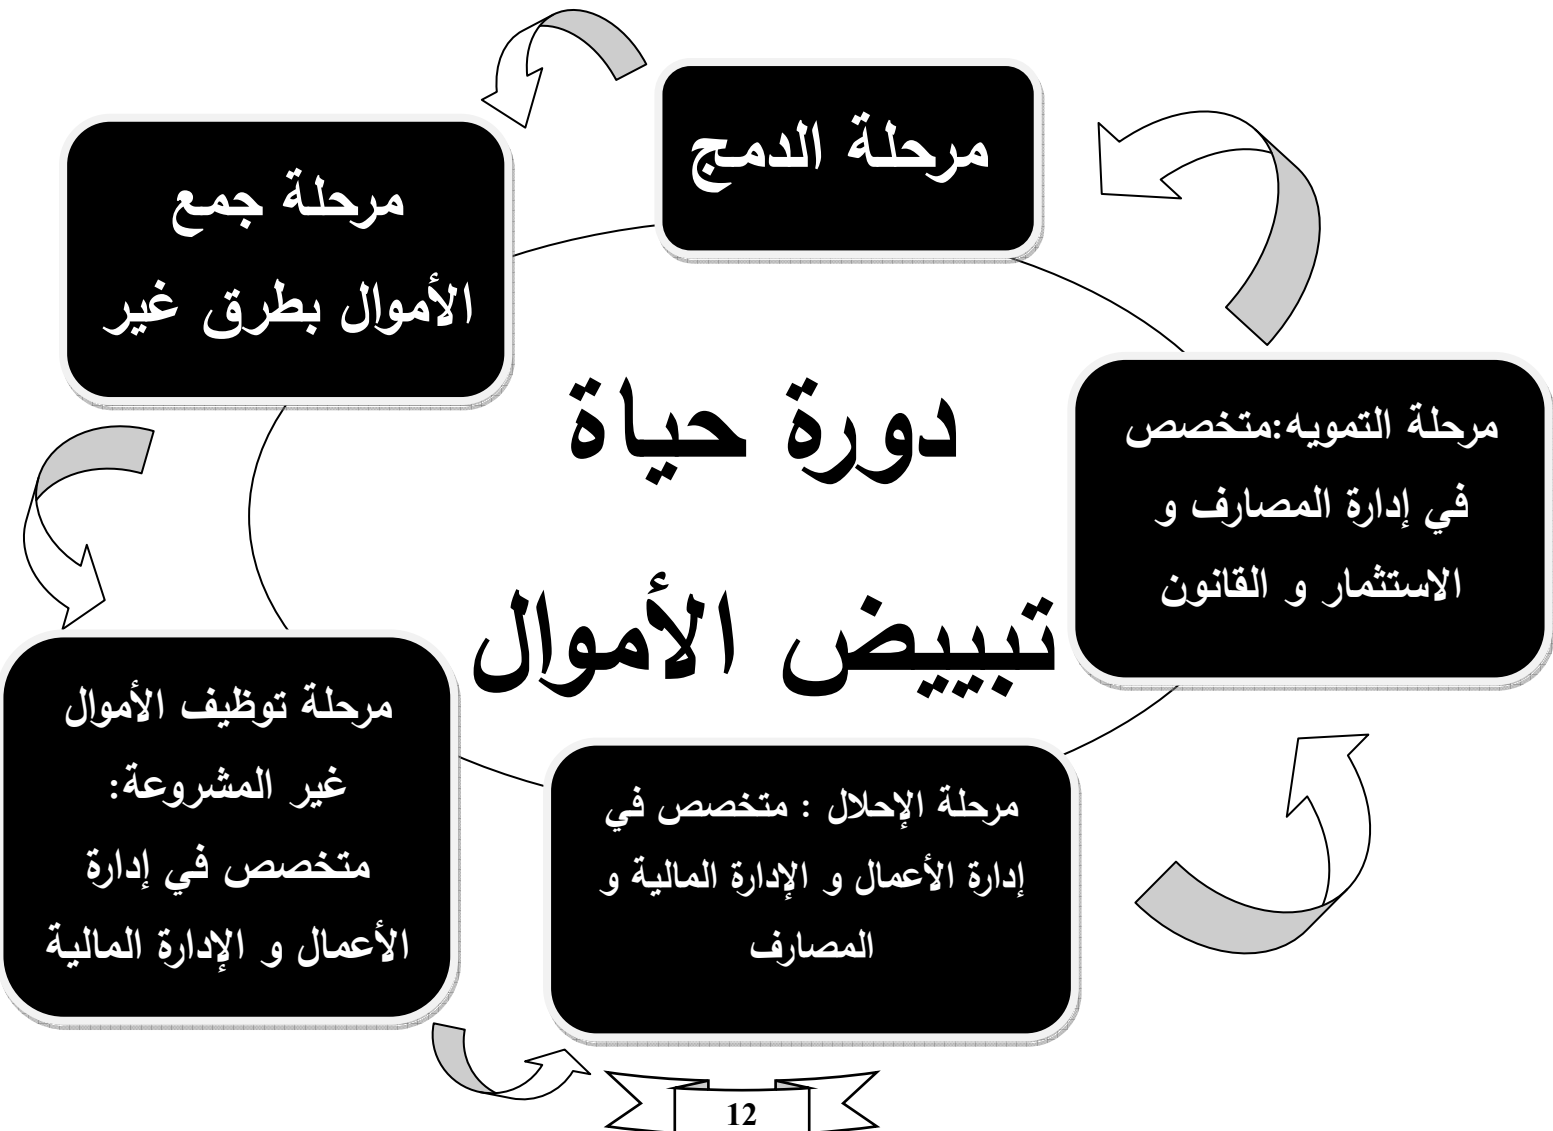 مرحلة الدمج
مرحلة جمع
الأموال بطرق غير
دورة حياة
تبييض الأموال
مرحلة التمويه:متخصص
في إدارة المصارف و
الاستثمار و القانون
مرحلة توظيف الأموال
غير المشروعة:
متخصص في إدارة
الأعمال و الإدارة المالية
مرحلة الإحلال : متخصص في
إدارة الأعمال و الإدارة المالية و
المصارف
12